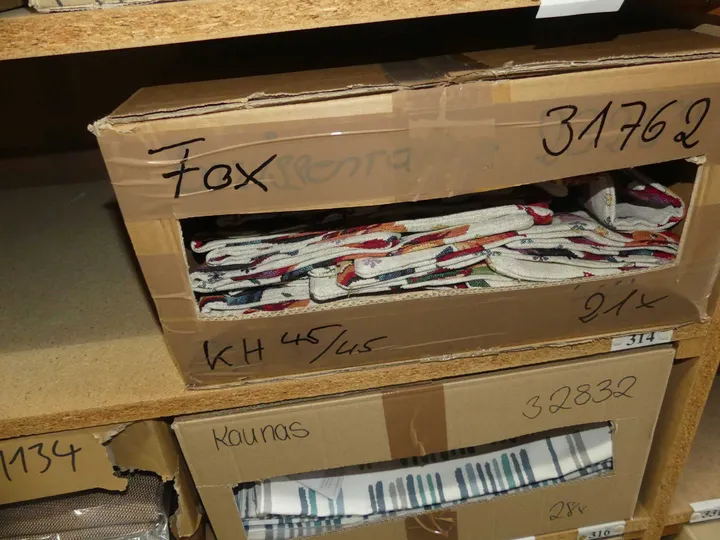 Fox 31762
KH 45/45 21x
314
Kaunas 32832
1134
28x
316